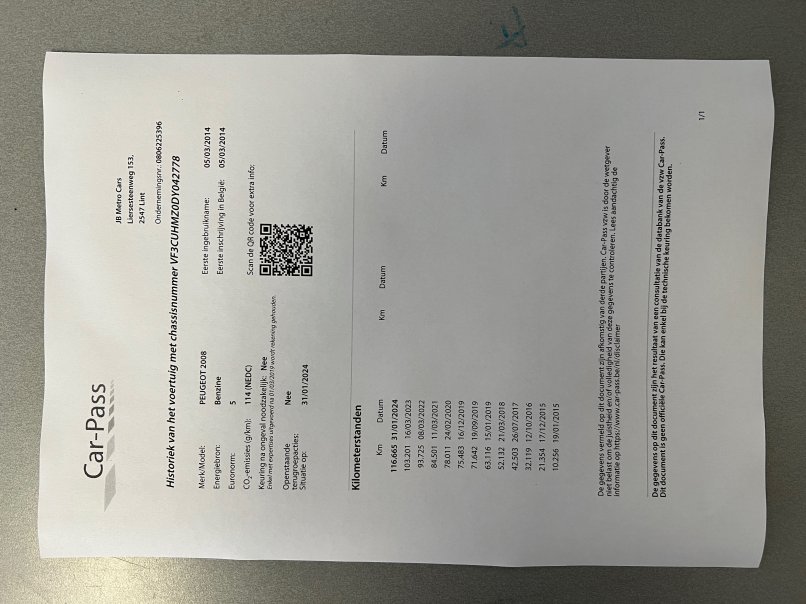 Car-Pass
JB Metro Cars
Liersesteenweg 153,
2547 Lint
Ondernemingsnr.: 0806225396
Historiek van het voertuig met chassisnummer VF3CUHMZ0DY042778
Merk/Model: PEUGEOT 2008
Eerste ingebruikname: 05/03/2014
Energiebron: Benzine
Eerste inschrijving in België: 05/03/2014
Euronorm: 5
CO2-emissies (g/km): 114 (NEDC)
Scan de QR code voor extra info:
Keuring na ongeval noodzakelijk: Nee
Enkel met expertises uitgevoerd na 01/03/2019 wordt rekening gehouden.
Openstaande Nee
terugroepacties:
Situatie op: 31/01/2024
Kilometerstanden
Km Datum Km Datum Km Datum
116.665 31/01/2024
103.201 16/03/2023
93.725 08/03/2022
84.501 11/03/2021
78.011 24/02/2020
75.483 16/12/2019
71.642 19/09/2019
63.116 15/01/2019
52.132 21/03/2018
42.503 26/07/2017
32.119 12/10/2016
21.354 17/12/2015
10.256 19/01/2015
De gegevens vermeld op dit document zijn afkomstig van derde partijen. Car-Pass vzw is door de wetgever
niet belast om de juistheid en/of volledigheid van deze gegevens te controleren. Lees aandachtig de
informatie op https://www.car-pass.be/nl/disclaimer
De gegevens op dit document zijn het resultaat van een consultatie van de databank van de vzw Car-Pass.
Dit document is geen officiële Car-Pass. Die kan enkel bij de technische keuring bekomen worden.
1/1